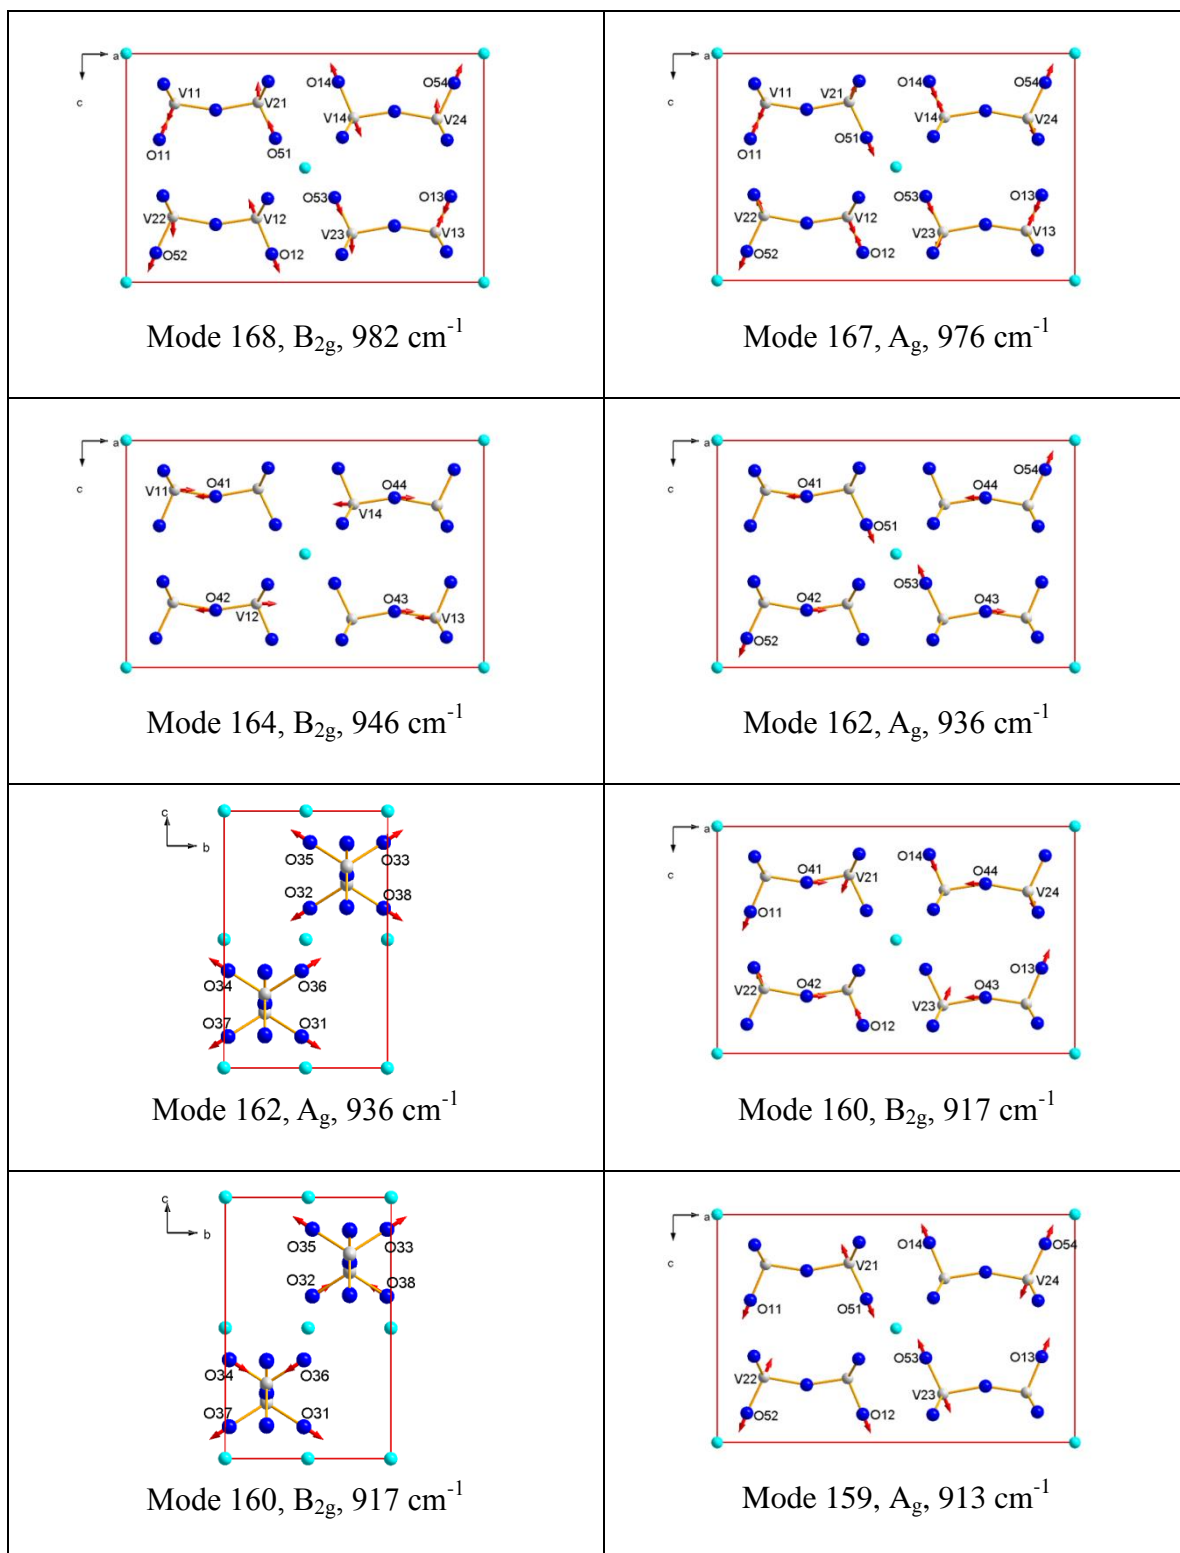 a
c
V11
V21
O14
O54
V14
V24
O11
O51
V22
V12
O53
O13
V23
V13
O52
O12
Mode 168, B2g, 982 cm-1
a
c
V11
V21
O14
O54
V14
V24
O11
O51
V22
V12
O53
O13
V23
V13
O52
O12
Mode 167, Ag, 976 cm-1
a
c
V11
O41
O44
V14
O42
V12
O43
V13
Mode 164, B2g, 946 cm-1
a
c
O41
O44
O54
O51
O53
O42
O43
O52
Mode 162, Ag, 936 cm-1
c
b
O35
O33
O32
O38
O34
O36
O37
O31
Mode 162, Ag, 936 cm-1
a
c
O41
V21
O14
O44
V24
O11
V22
O42
V23
O43
O13
O12
Mode 160, B2g, 917 cm-1
c
b
O35
O33
O32
O38
O34
O36
O37
O31
Mode 160, B2g, 917 cm-1
a
c
O14
O54
V21
V24
O11
O51
O53
O13
V22
V23
O52
O12
Mode 159, Ag, 913 cm-1